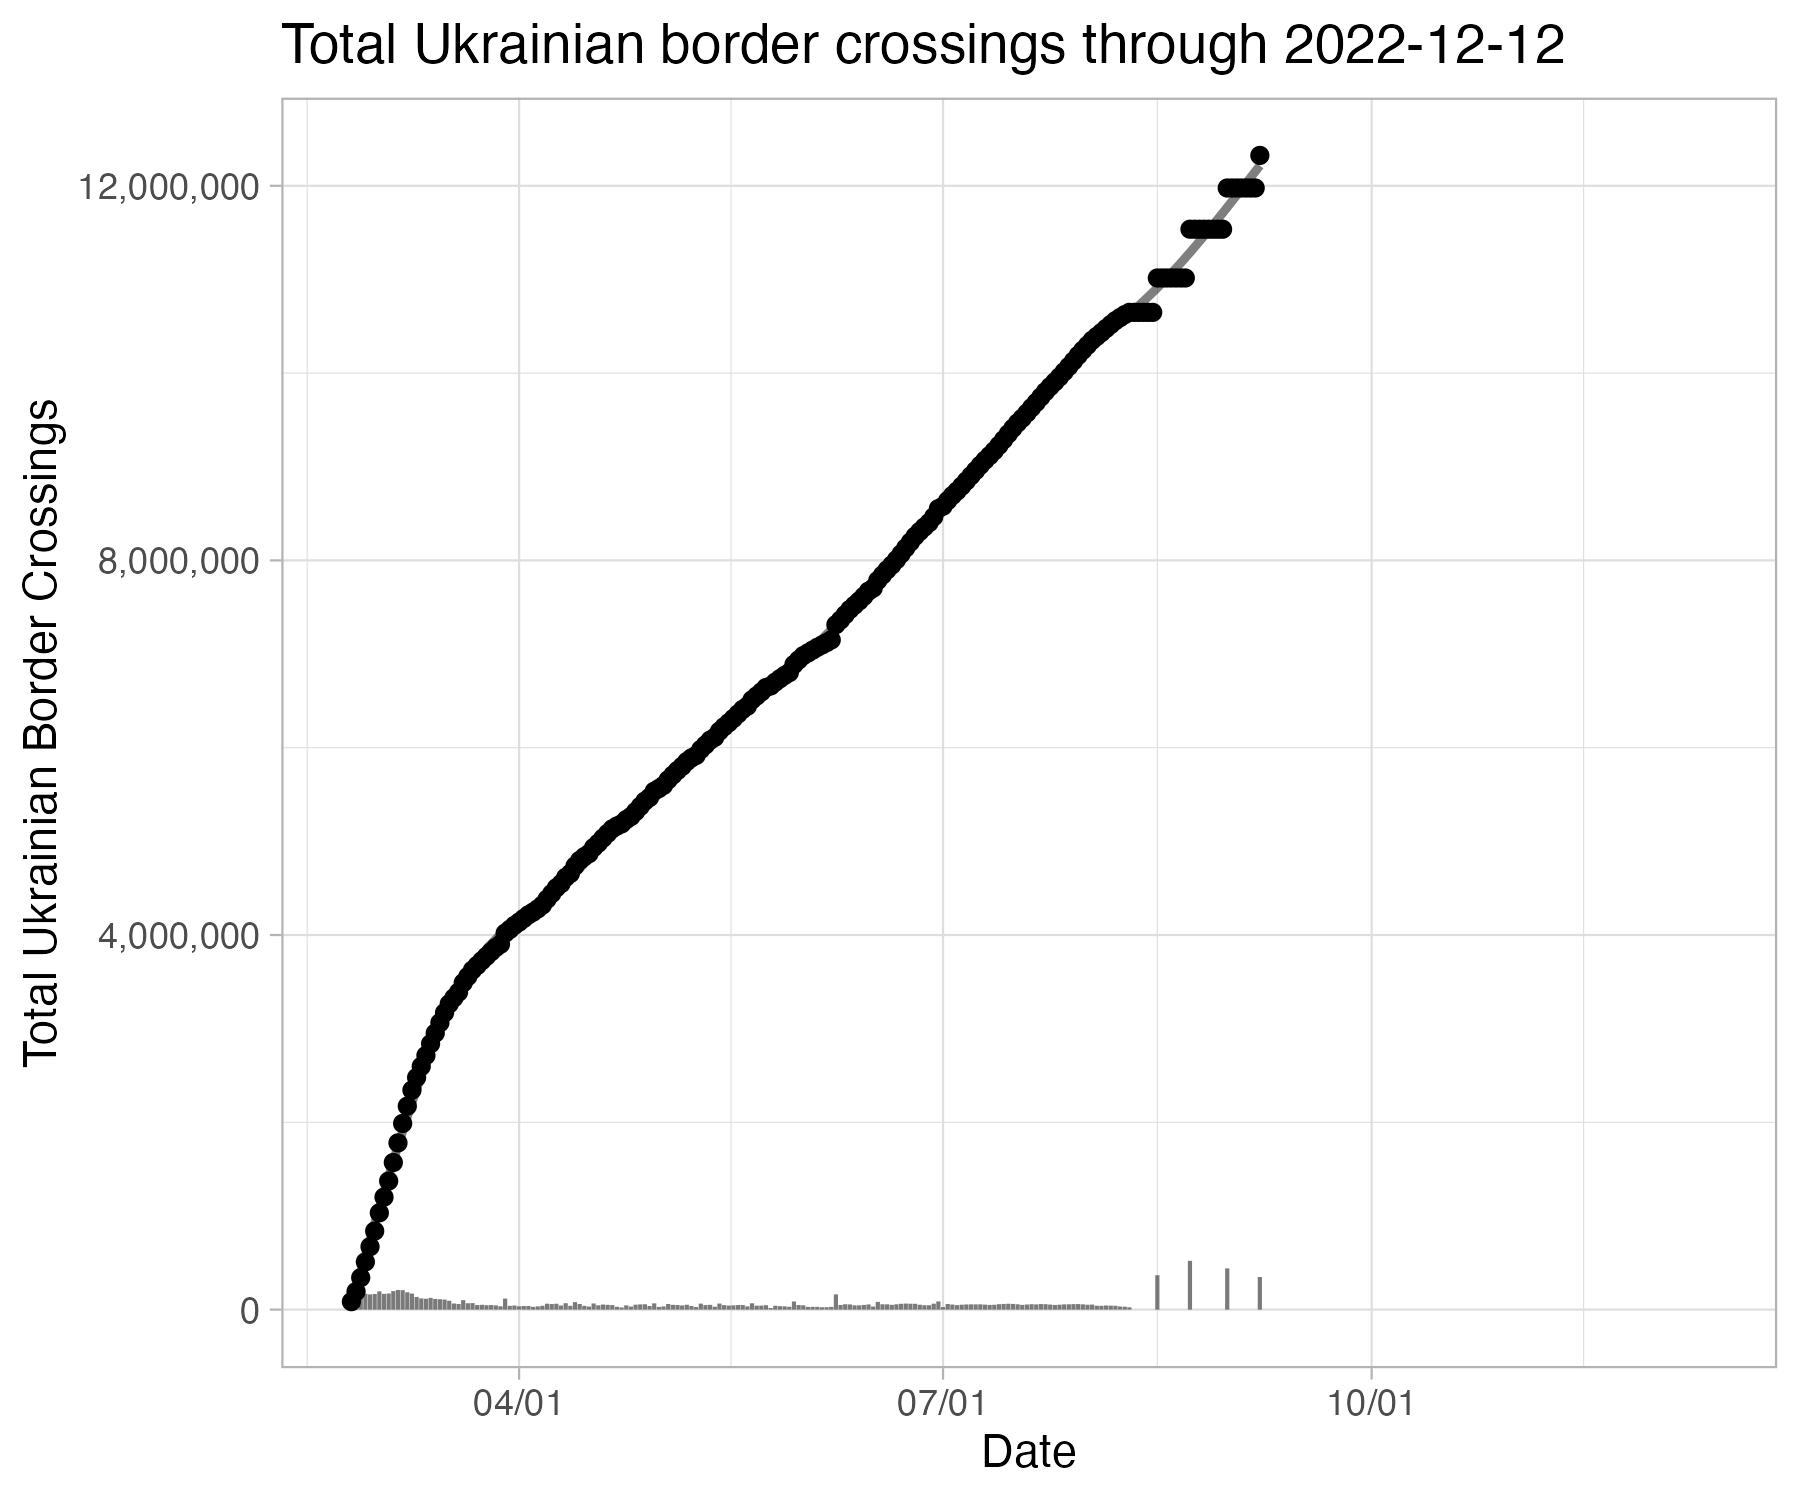 Total Ukrainian border crossings through 2022-12-12
Total Ukrainian Border Crossings
12,000,000
8,000,000
4,000,000
0
04/01
07/01
10/01
Date